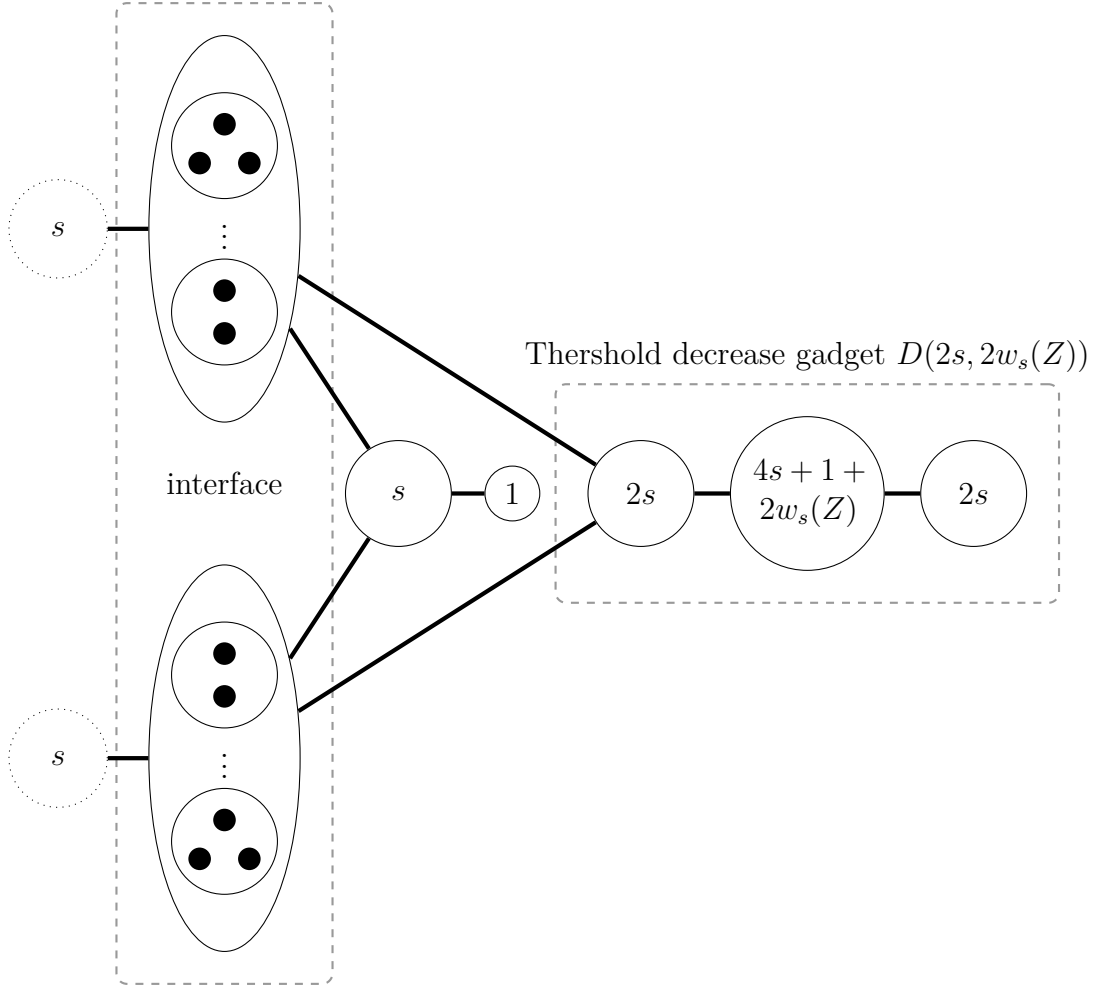 s
⋮
Thershold decrease gadget D(2s, 2w_s(Z))
interface
s
1
2s
4s + 1 +
2w_s(Z)
2s
s
⋮